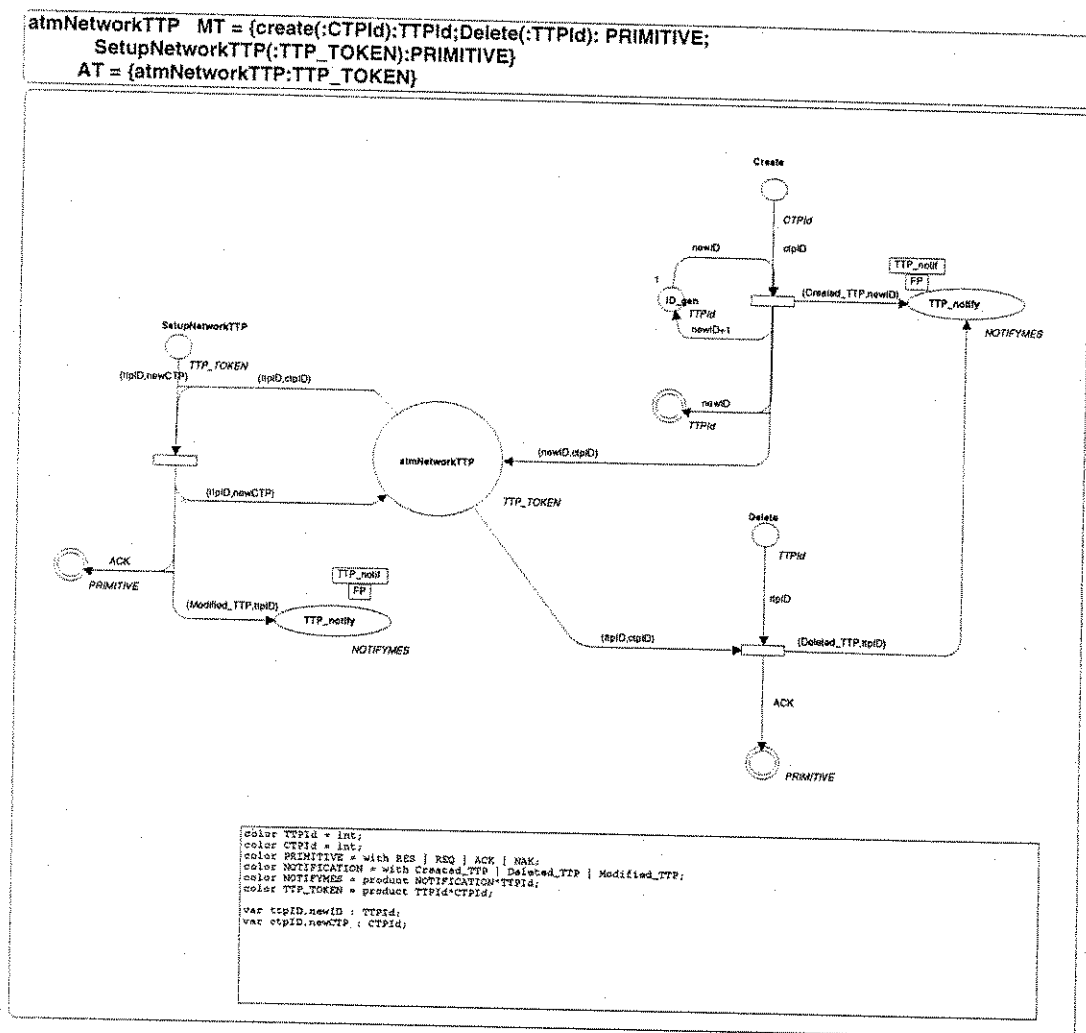 atmNetworkTTP MT = {create(:CTPId):TTPId;Delete(:TTPId): PRIMITIVE;
SetupNetworkTTP(:TTP_TOKEN):PRIMITIVE}
AT = {atmNetworkTTP:TTP_TOKEN}
Create
CTPId
ctpID
newID
1
ID_gen
TTPId
newID+1
(Created_TTP,newID)
TTP_notif
FP
TTP_notify
NOTIFYMES
SetupNetworkTTP
TTP_TOKEN
(ttpID,newCTP)
(ttpID,ctpID)
newID
TTPId
atmNetworkTTP
(newID,ctpID)
TTP_TOKEN
(ttpID,newCTP)
Delete
TTPId
ttpID
ACK
PRIMITIVE
TTP_notif
FP
(Modified_TTP,ttpID)
TTP_notify
NOTIFYMES
(ttpID,ctpID)
(Deleted_TTP,ttpID)
ACK
PRIMITIVE
color TTPId = int;
color CTPId = int;
color PRIMITIVE = with RES | REQ | ACK | NAK;
color NOTIFICATION = with Created_TTP | Deleted_TTP | Modified_TTP;
color NOTIFYMES = product NOTIFICATION*TTPId;
color TTP_TOKEN = product TTPId*CTPId;
var ttpID,newID : TTPId;
var ctpID,newCTP : CTPId;